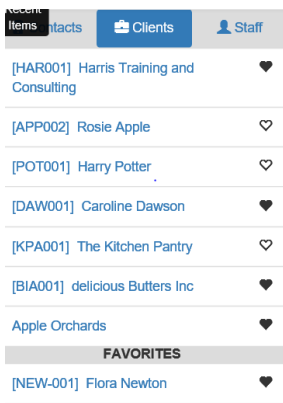 Recent
Items
ntacts
Clients
Staff
[HAR001] Harris Training and
Consulting
[APP002] Rosie Apple
[POT001] Harry Potter
[DAW001] Caroline Dawson
[KPA001] The Kitchen Pantry
[BIA001] delicious Butters Inc
Apple Orchards
FAVORITES
[NEW-001] Flora Newton